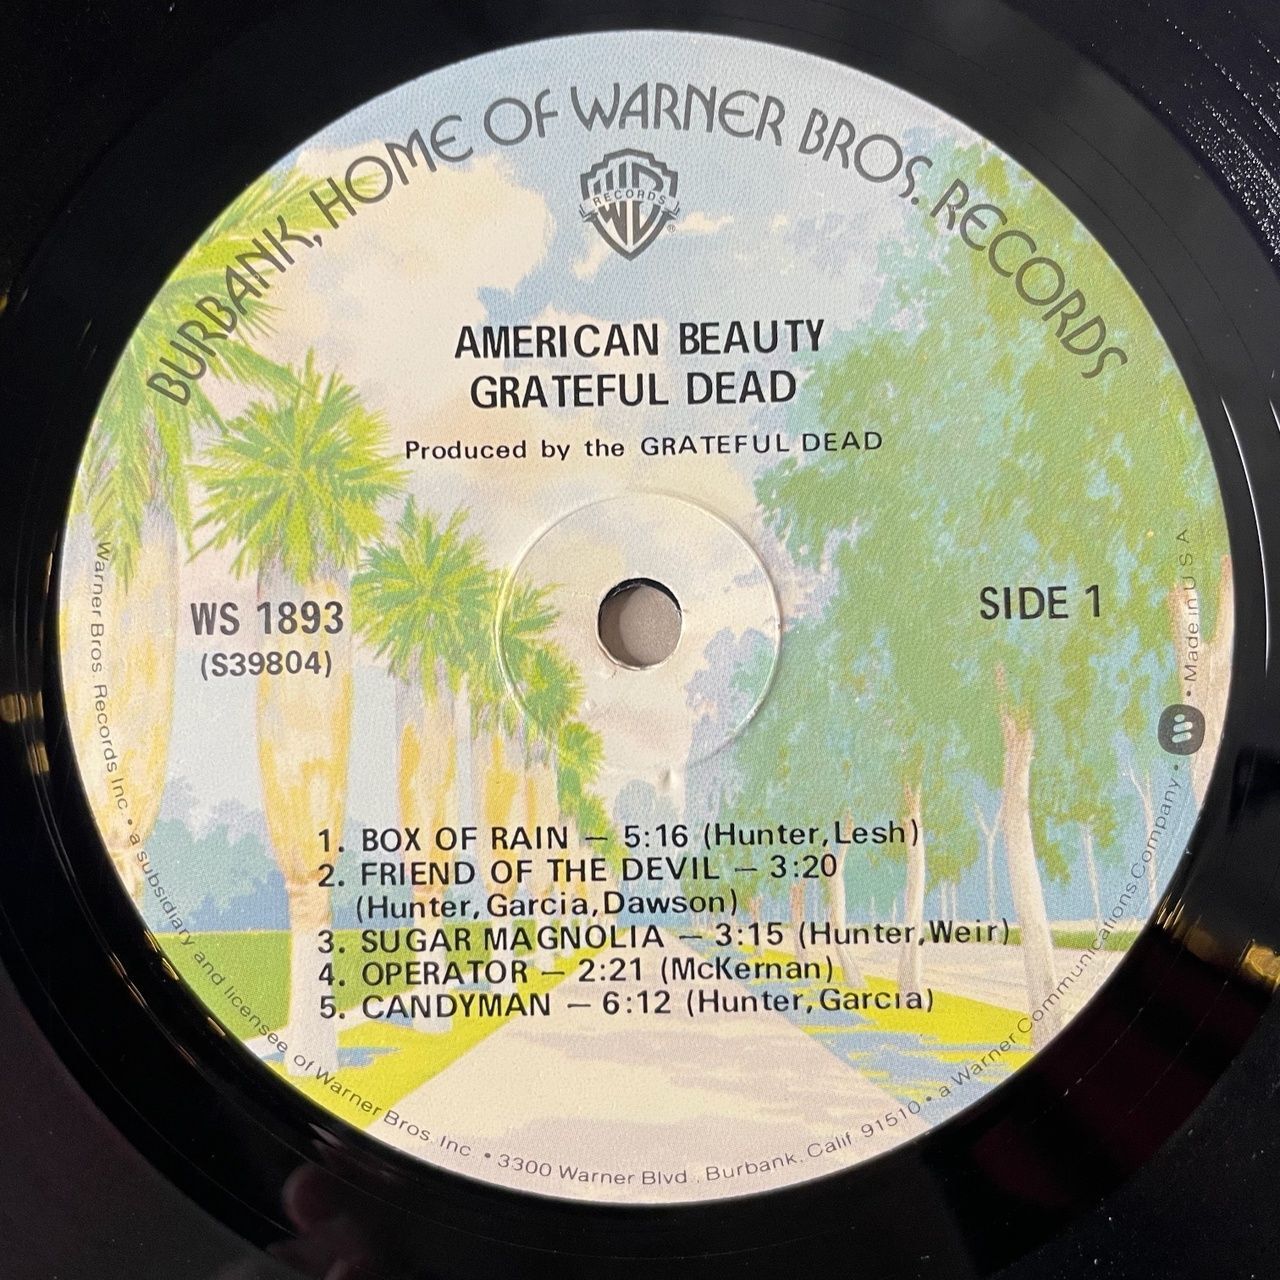 BURBANK, HOME OF WARNER BROS. RECORDS
W
RECORDS
®
AMERICAN BEAUTY
GRATEFUL DEAD
Produced by the GRATEFUL DEAD
WS 1893
(S39804)
SIDE 1
1. BOX OF RAIN – 5:16 (Hunter, Lesh)
2. FRIEND OF THE DEVIL – 3:20
(Hunter, Garcia, Dawson)
3. SUGAR MAGNOLIA – 3:15 (Hunter, Weir)
4. OPERATOR – 2:21 (McKernan)
5. CANDYMAN – 6:12 (Hunter, Garcia)
Warner Bros. Records Inc. • a subsidiary and licensee of Warner Bros. Inc. • 3300 Warner Blvd., Burbank, Calif. 91510 • a Warner Communications Company • Made in U S A